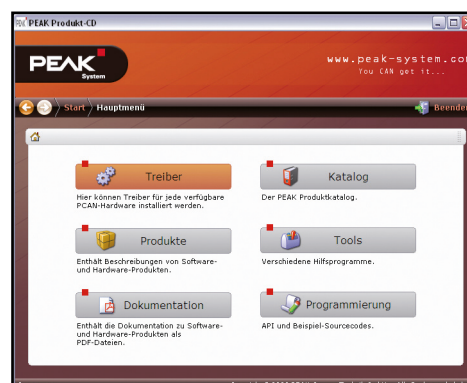 PEAK Produkt-CD
PEAK
System
www.peak-system.com
You CAN get it...
Start
Hauptmenü
Beenden
Treiber
Hier können Treiber für jede verfügbare
PCAN-Hardware installiert werden.
Katalog
Der PEAK Produktkatalog.
Produkte
Enthält Beschreibungen von Software-
und Hardware-Produkten.
Tools
Verschiedene Hilfsprogramme.
Dokumentation
Enthält die Dokumentation zu Software-
und Hardware-Produkten als
PDF-Dateien.
Programmierung
API und Beispiel-Sourcecodes.